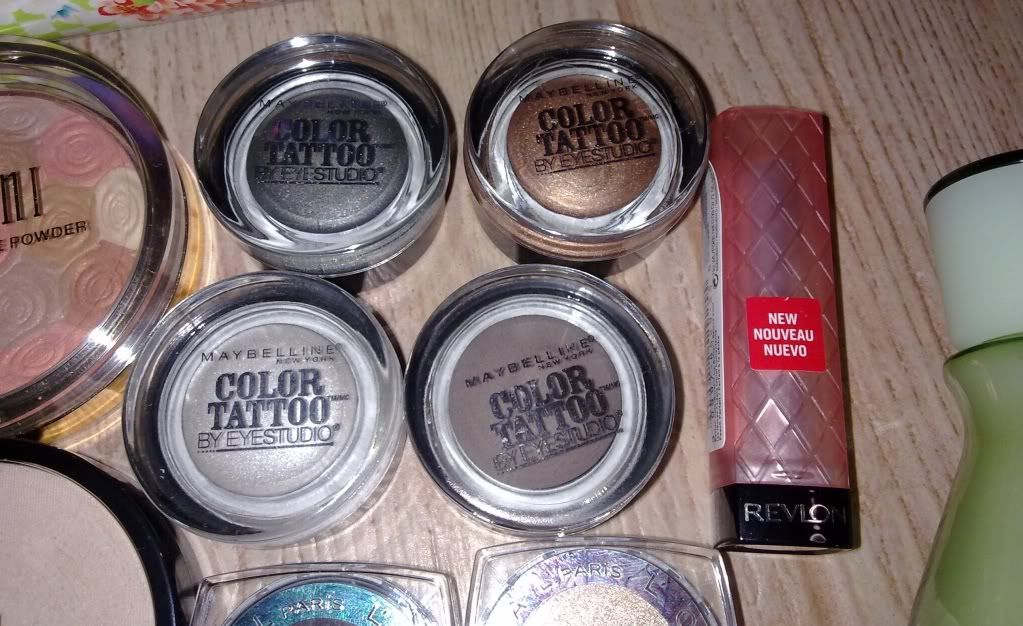 MAYBELLINE
NEW YORK
COLOR
TATTOO
BY EYESTUDIO®
MAYBELLINE
NEW YORK
COLOR
TATTOO
BY EYESTUDIO®
NI
POWDER
MAYBELLINE®
NEW YORK
COLOR
TATTOO
BY EYESTUDIO®
MAYBELLINE®
NEW YORK
COLOR
TATTOO
BY EYESTUDIO®
NEW
NOUVEAU
NUEVO
REVLON
PARIS
PARIS